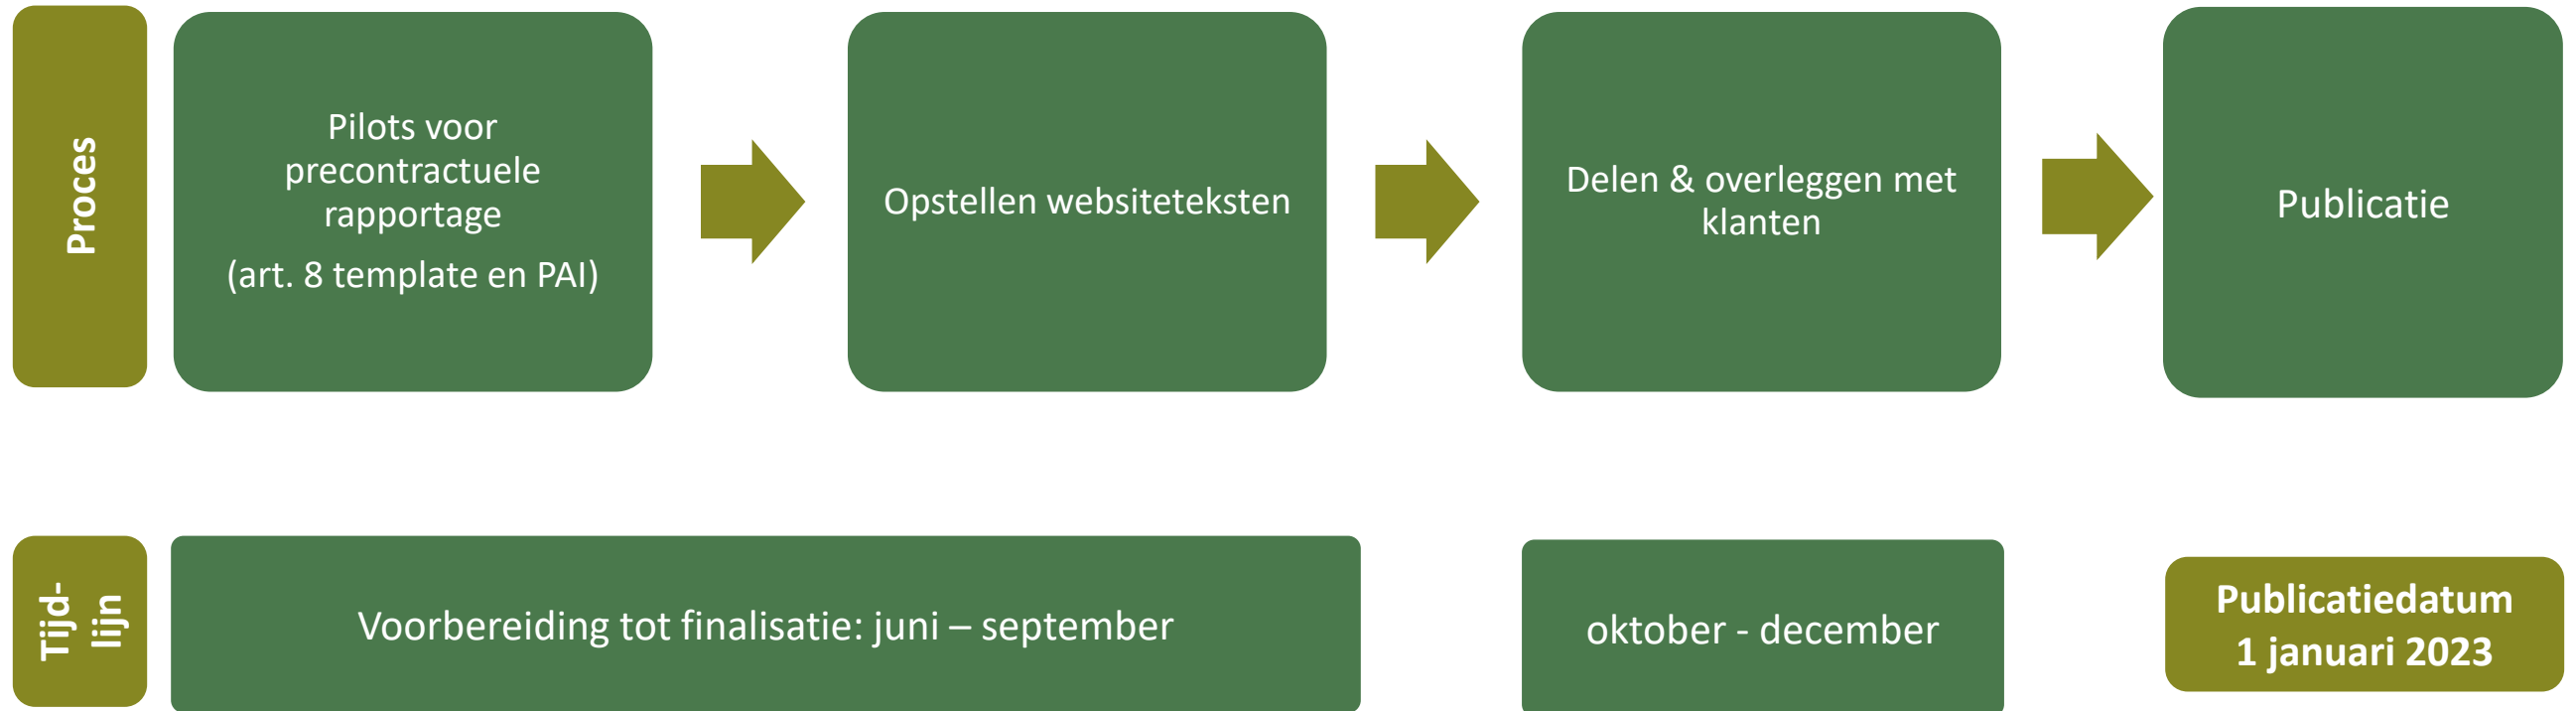 Proces
Pilots voor
precontractuele
rapportage
(art. 8 template en PAI)
Opstellen websiteteksten
Delen & overleggen met
klanten
Publicatie
Tijd-
lijn
Voorbereiding tot finalisatie: juni – september
oktober - december
Publicatiedatum
1 januari 2023